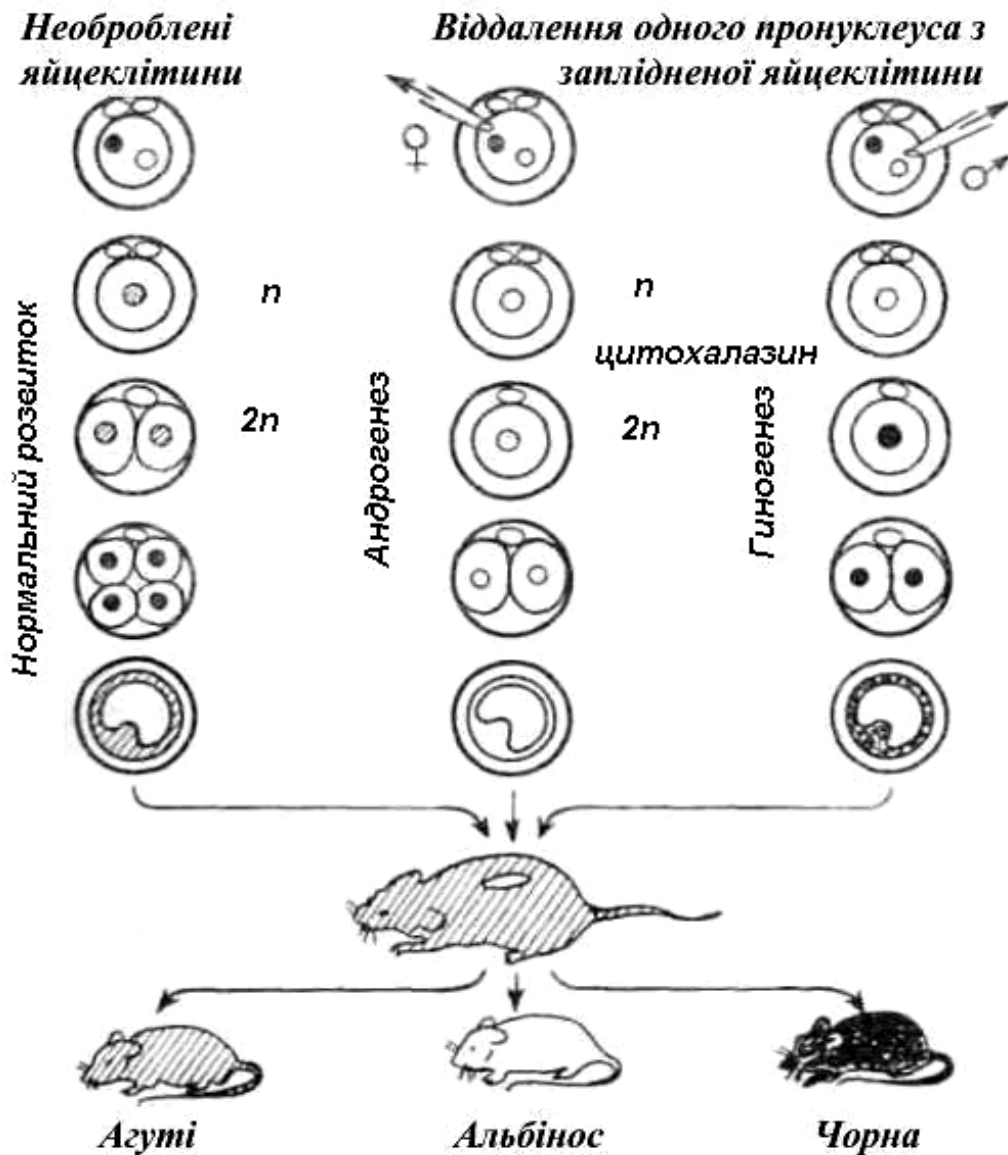 Необроблені
яйцеклітини
Віддалення одного пронуклеуса з
заплідненої яйцеклітини
♀
♂
n
n
цитохалазин
2n
2n
Нормальний розвиток
Андрогенез
Гиногенез
Агуті
Альбінос
Чорна